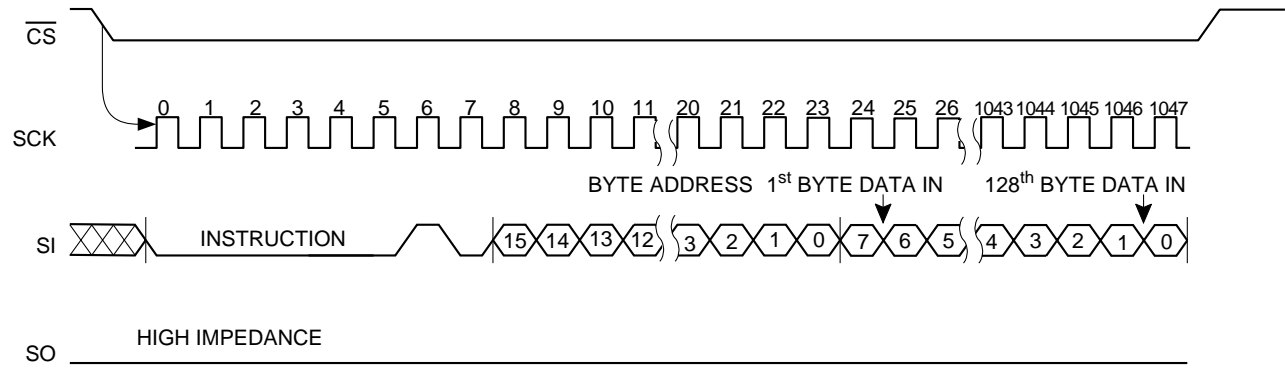 CS
0 1 2 3 4 5 6 7 8 9 10 11 20 21 22 23 24 25 26 1043 1044 1045 1046 1047
SCK
BYTE ADDRESS 1st BYTE DATA IN 128th BYTE DATA IN
SI INSTRUCTION 15 14 13 12 3 2 1 0 7 6 5 4 3 2 1 0
HIGH IMPEDANCE
SO